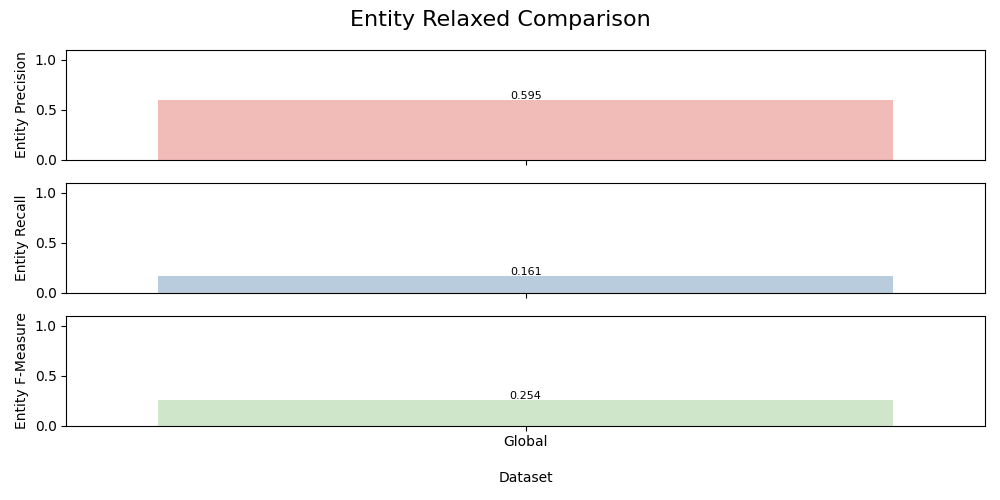 Entity Relaxed Comparison
Entity Precision
1.0
0.5
0.0
0.595
Entity Recall
1.0
0.5
0.0
0.161
Entity F-Measure
1.0
0.5
0.0
0.254
Global
Dataset